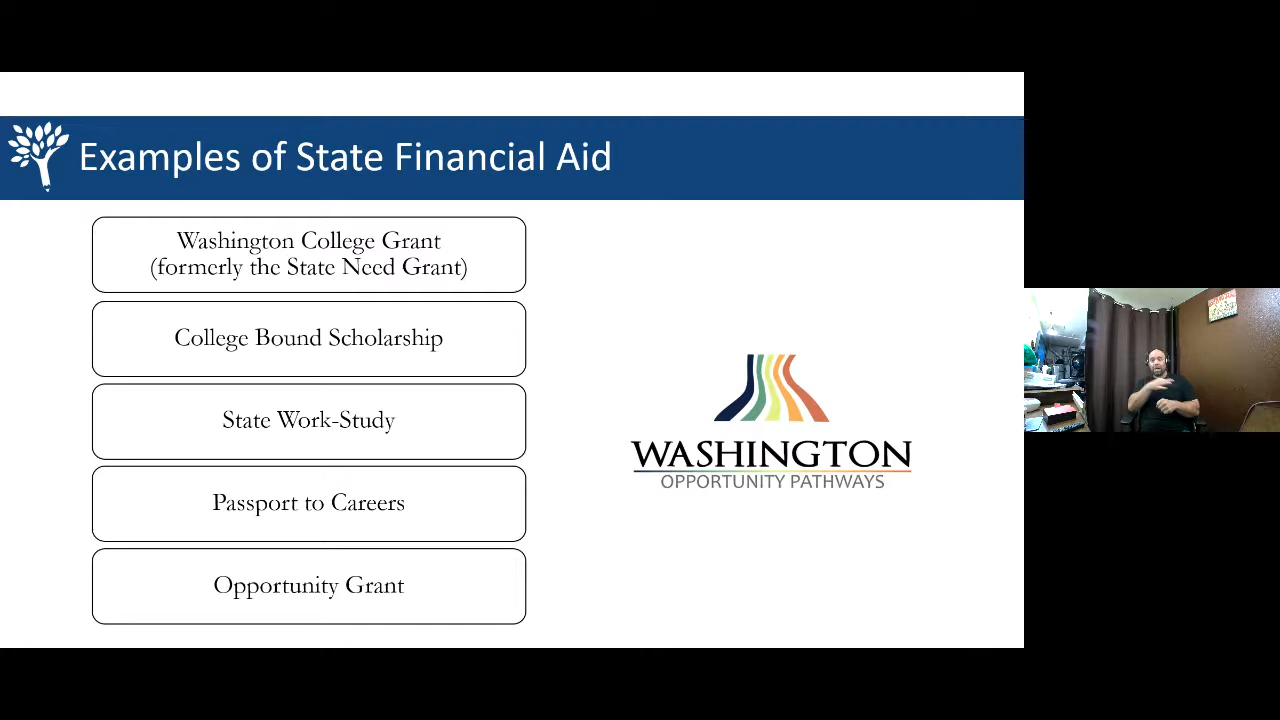 Examples of State Financial Aid
Washington College Grant
(formerly the State Need Grant)
College Bound Scholarship
State Work-Study
Passport to Careers
Opportunity Grant
WASHINGTON
OPPORTUNITY PATHWAYS